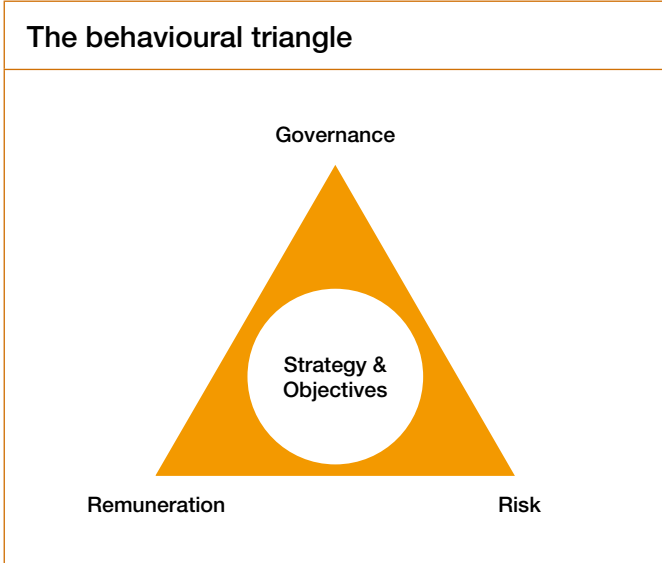 The behavioural triangle
Governance
Strategy &
Objectives
Remuneration
Risk